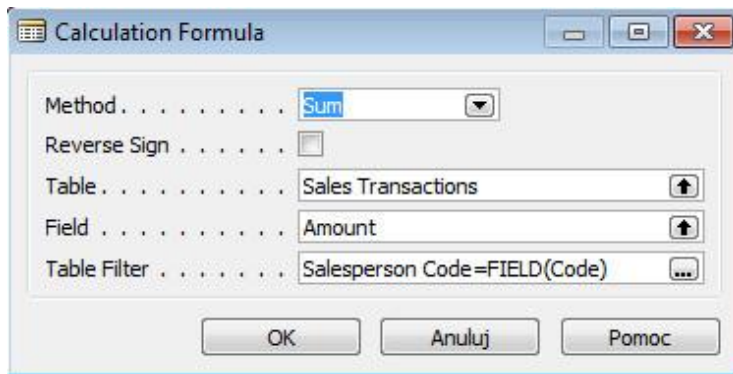 Calculation Formula
Method. . . . . . . . . . Sum
Reverse Sign . . . . . .
Table. . . . . . . . . . . Sales Transactions
Field . . . . . . . . . . Amount
Table Filter . . . . . . . Salesperson Code=FIELD(Code)
OK Anuluj Pomoc